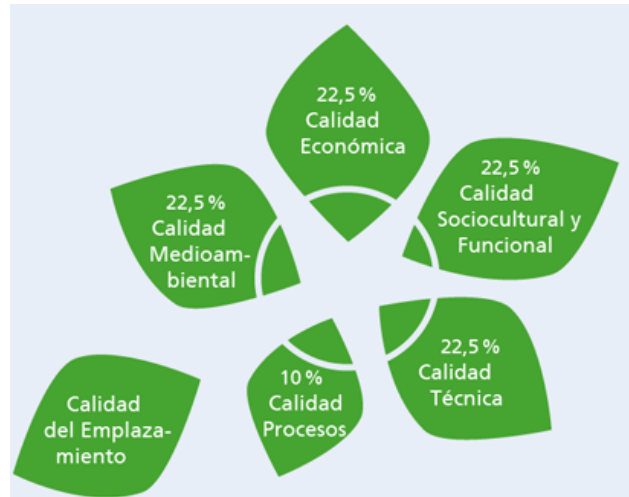 22,5 %
Calidad
Económica
22,5 %
Calidad
Sociocultural y
Funcional
22,5 %
Calidad
Medioam-
biental
22,5 %
Calidad
Técnica
10 %
Calidad
Procesos
Calidad
del Emplaza-
miento